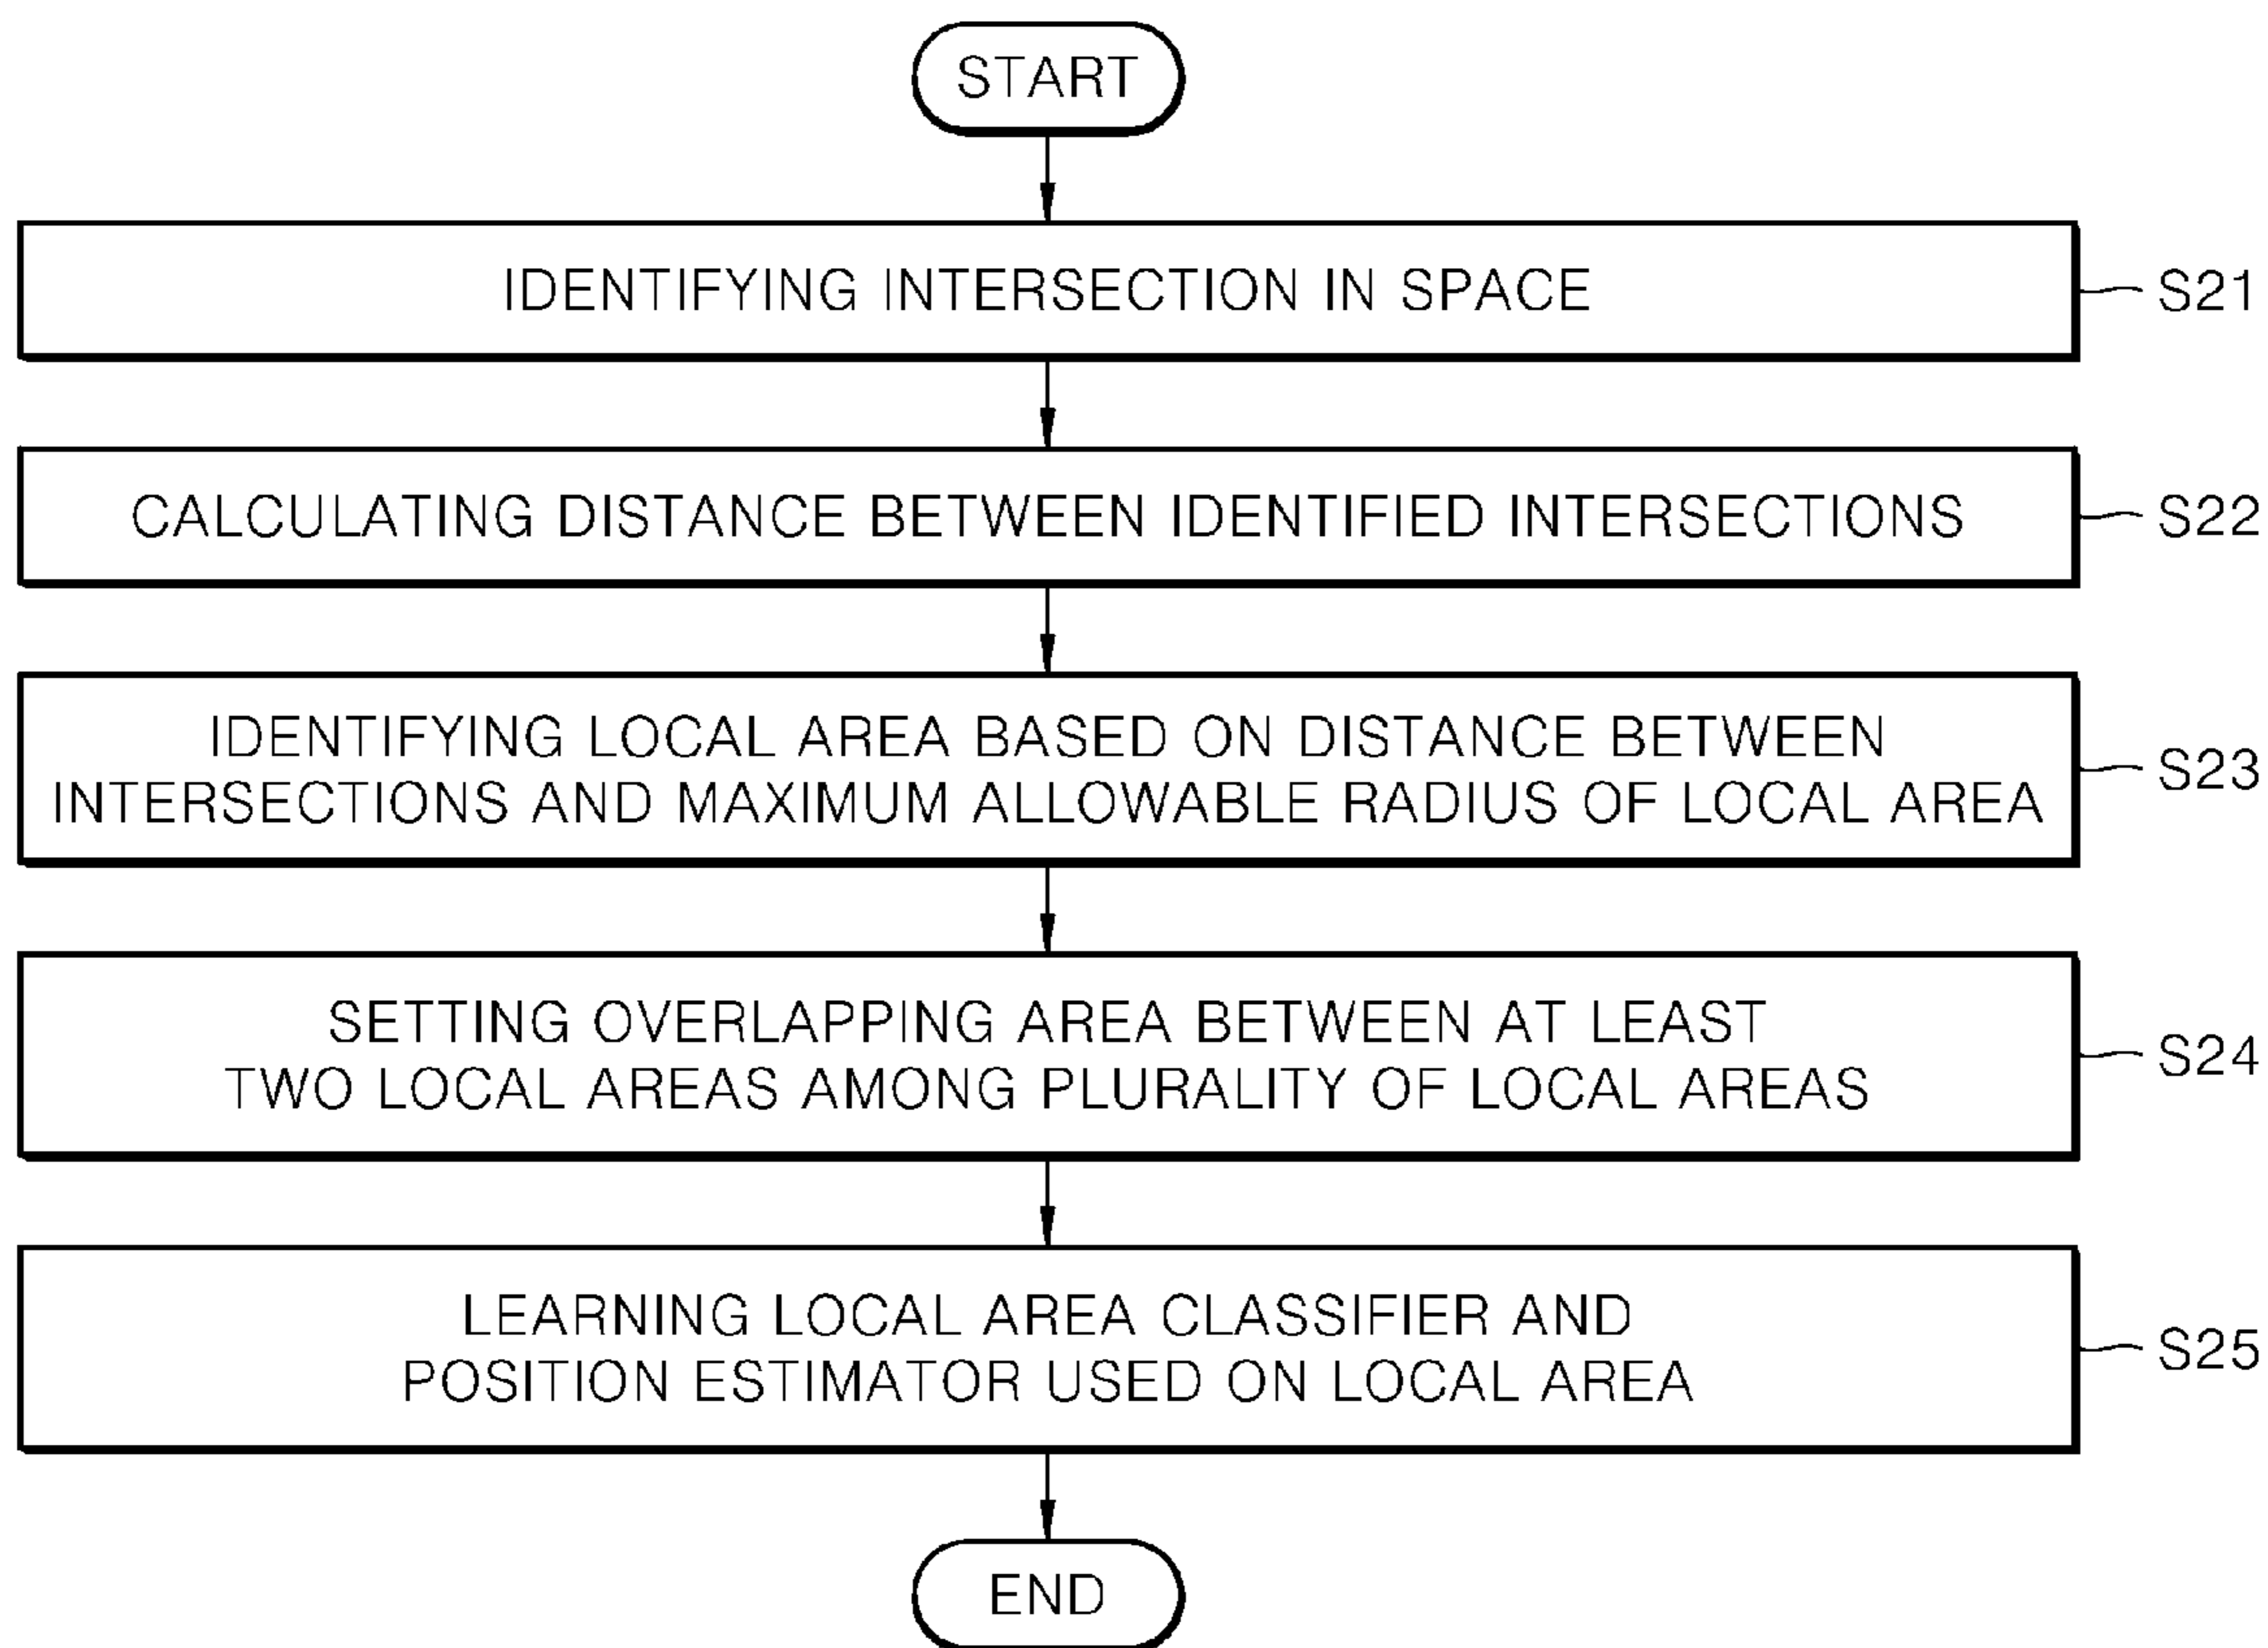 START
IDENTIFYING INTERSECTION IN SPACE
S21
CALCULATING DISTANCE BETWEEN IDENTIFIED INTERSECTIONS
S22
IDENTIFYING LOCAL AREA BASED ON DISTANCE BETWEEN
INTERSECTIONS AND MAXIMUM ALLOWABLE RADIUS OF LOCAL AREA
S23
SETTING OVERLAPPING AREA BETWEEN AT LEAST
TWO LOCAL AREAS AMONG PLURALITY OF LOCAL AREAS
S24
LEARNING LOCAL AREA CLASSIFIER AND
POSITION ESTIMATOR USED ON LOCAL AREA
S25
END